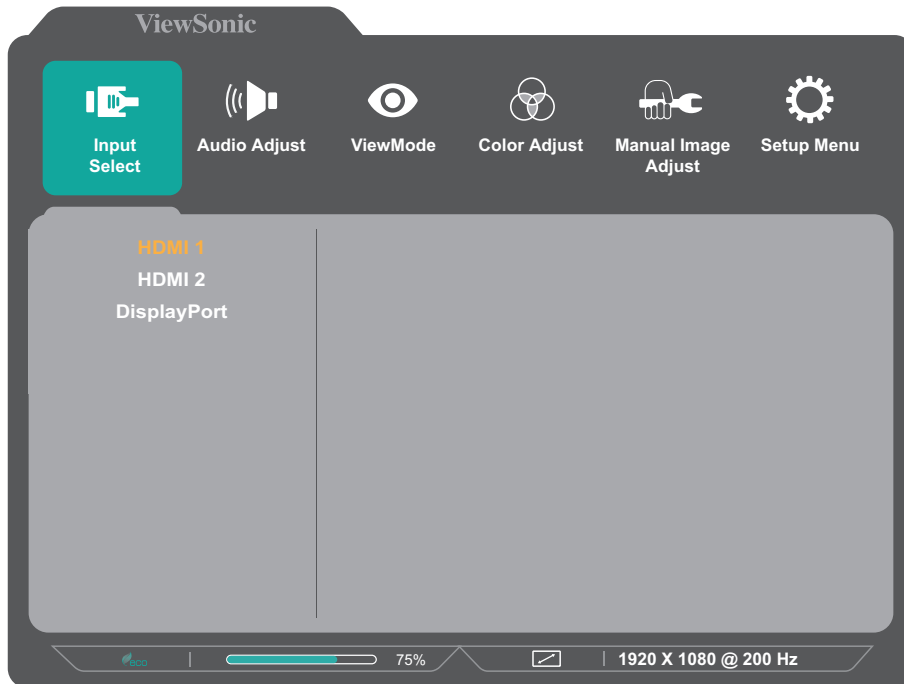 ViewSonic
Input
Select
Audio Adjust
ViewMode
Color Adjust
Manual Image
Adjust
Setup Menu
HDMI 1
HDMI 2
DisplayPort
eco
75%
1920 X 1080 @ 200 Hz